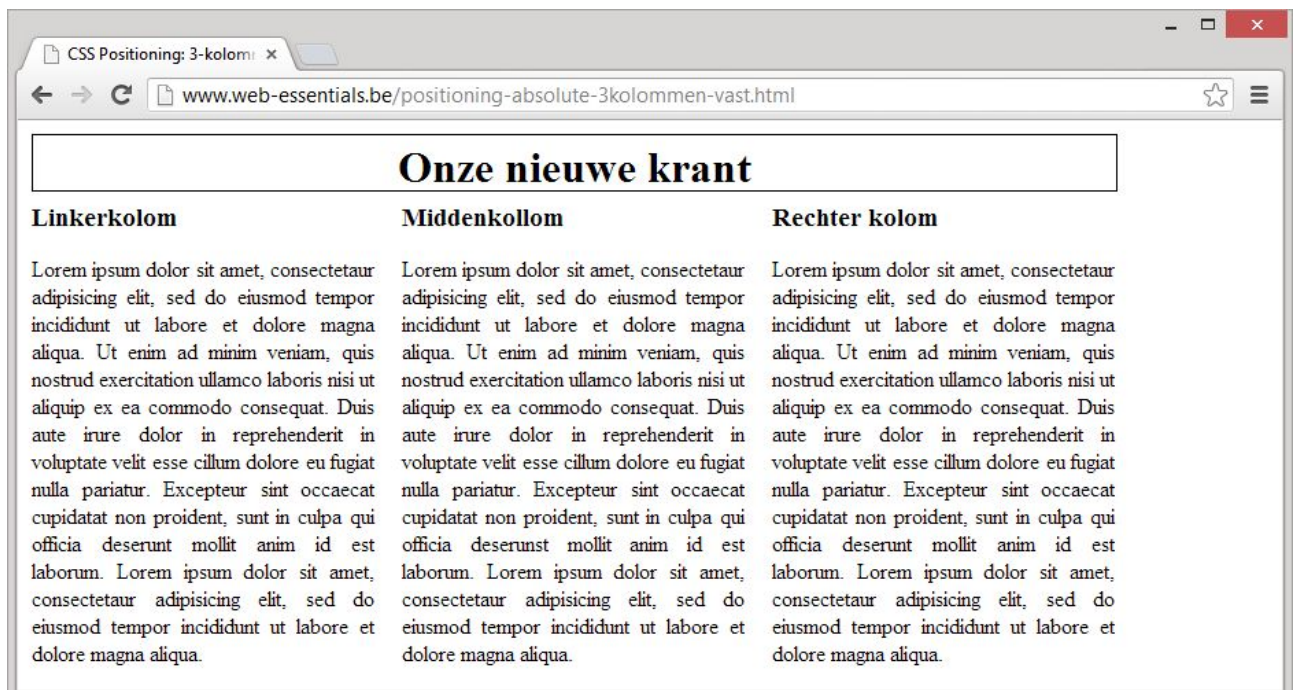 CSS Positioning: 3-kolom
www.web-essentials.be/positioning-absolute-3kolommen-vast.html
Onze nieuwe krant
Linkerkolom
Lorem ipsum dolor sit amet, consectetaur
adipisicing elit, sed do eiusmod tempor
incididunt ut labore et dolore magna
aliqua. Ut enim ad minim veniam, quis
nostrud exercitation ullamco laboris nisi ut
aliquip ex ea commodo consequat. Duis
aute irure dolor in reprehenderit in
voluptate velit esse cillum dolore eu fugiat
nulla pariatur. Excepteur sint occaecat
cupidatat non proident, sunt in culpa qui
officia deserunt mollit anim id est
laborum. Lorem ipsum dolor sit amet,
consectetaur adipisicing elit, sed do
eiusmod tempor incididunt ut labore et
dolore magna aliqua.
Middenkollom
Lorem ipsum dolor sit amet, consectetaur
adipisicing elit, sed do eiusmod tempor
incididunt ut labore et dolore magna
aliqua. Ut enim ad minim veniam, quis
nostrud exercitation ullamco laboris nisi ut
aliquip ex ea commodo consequat. Duis
aute irure dolor in reprehenderit in
voluptate velit esse cillum dolore eu fugiat
nulla pariatur. Excepteur sint occaecat
cupidatat non proident, sunt in culpa qui
officia deserunst mollit anim id est
laborum. Lorem ipsum dolor sit amet,
consectetaur adipisicing elit, sed do
eiusmod tempor incididunt ut labore et
dolore magna aliqua.
Rechter kolom
Lorem ipsum dolor sit amet, consectetaur
adipisicing elit, sed do eiusmod tempor
incididunt ut labore et dolore magna
aliqua. Ut enim ad minim veniam, quis
nostrud exercitation ullamco laboris nisi ut
aliquip ex ea commodo consequat. Duis
aute irure dolor in reprehenderit in
voluptate velit esse cillum dolore eu fugiat
nulla pariatur. Excepteur sint occaecat
cupidatat non proident, sunt in culpa qui
officia deserunt mollit anim id est
laborum. Lorem ipsum dolor sit amet,
consectetaur adipisicing elit, sed do
eiusmod tempor incididunt ut labore et
dolore magna aliqua.